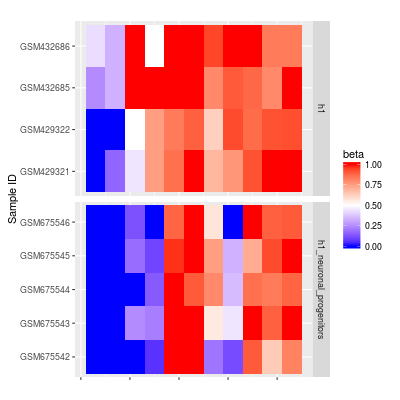 GSM432686
GSM432685
GSM429322
GSM429321
h1
GSM675546
GSM675545
GSM675544
GSM675543
GSM675542
h1_neuronal_progenitors
Sample ID
beta
1.00
0.75
0.50
0.25
0.00